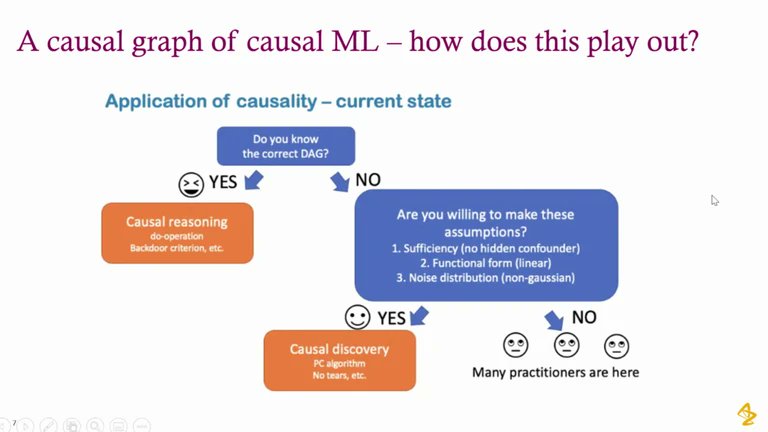 A causal graph of causal ML – how does this play out?
Application of causality – current state
Do you know
the correct DAG?
YES
NO
Causal reasoning
do-operation
Backdoor criterion, etc.
Are you willing to make these
assumptions?
1. Sufficiency (no hidden confounder)
2. Functional form (linear)
3. Noise distribution (non-gaussian)
YES
NO
Causal discovery
PC algorithm
No tears, etc.
Many practitioners are here
7